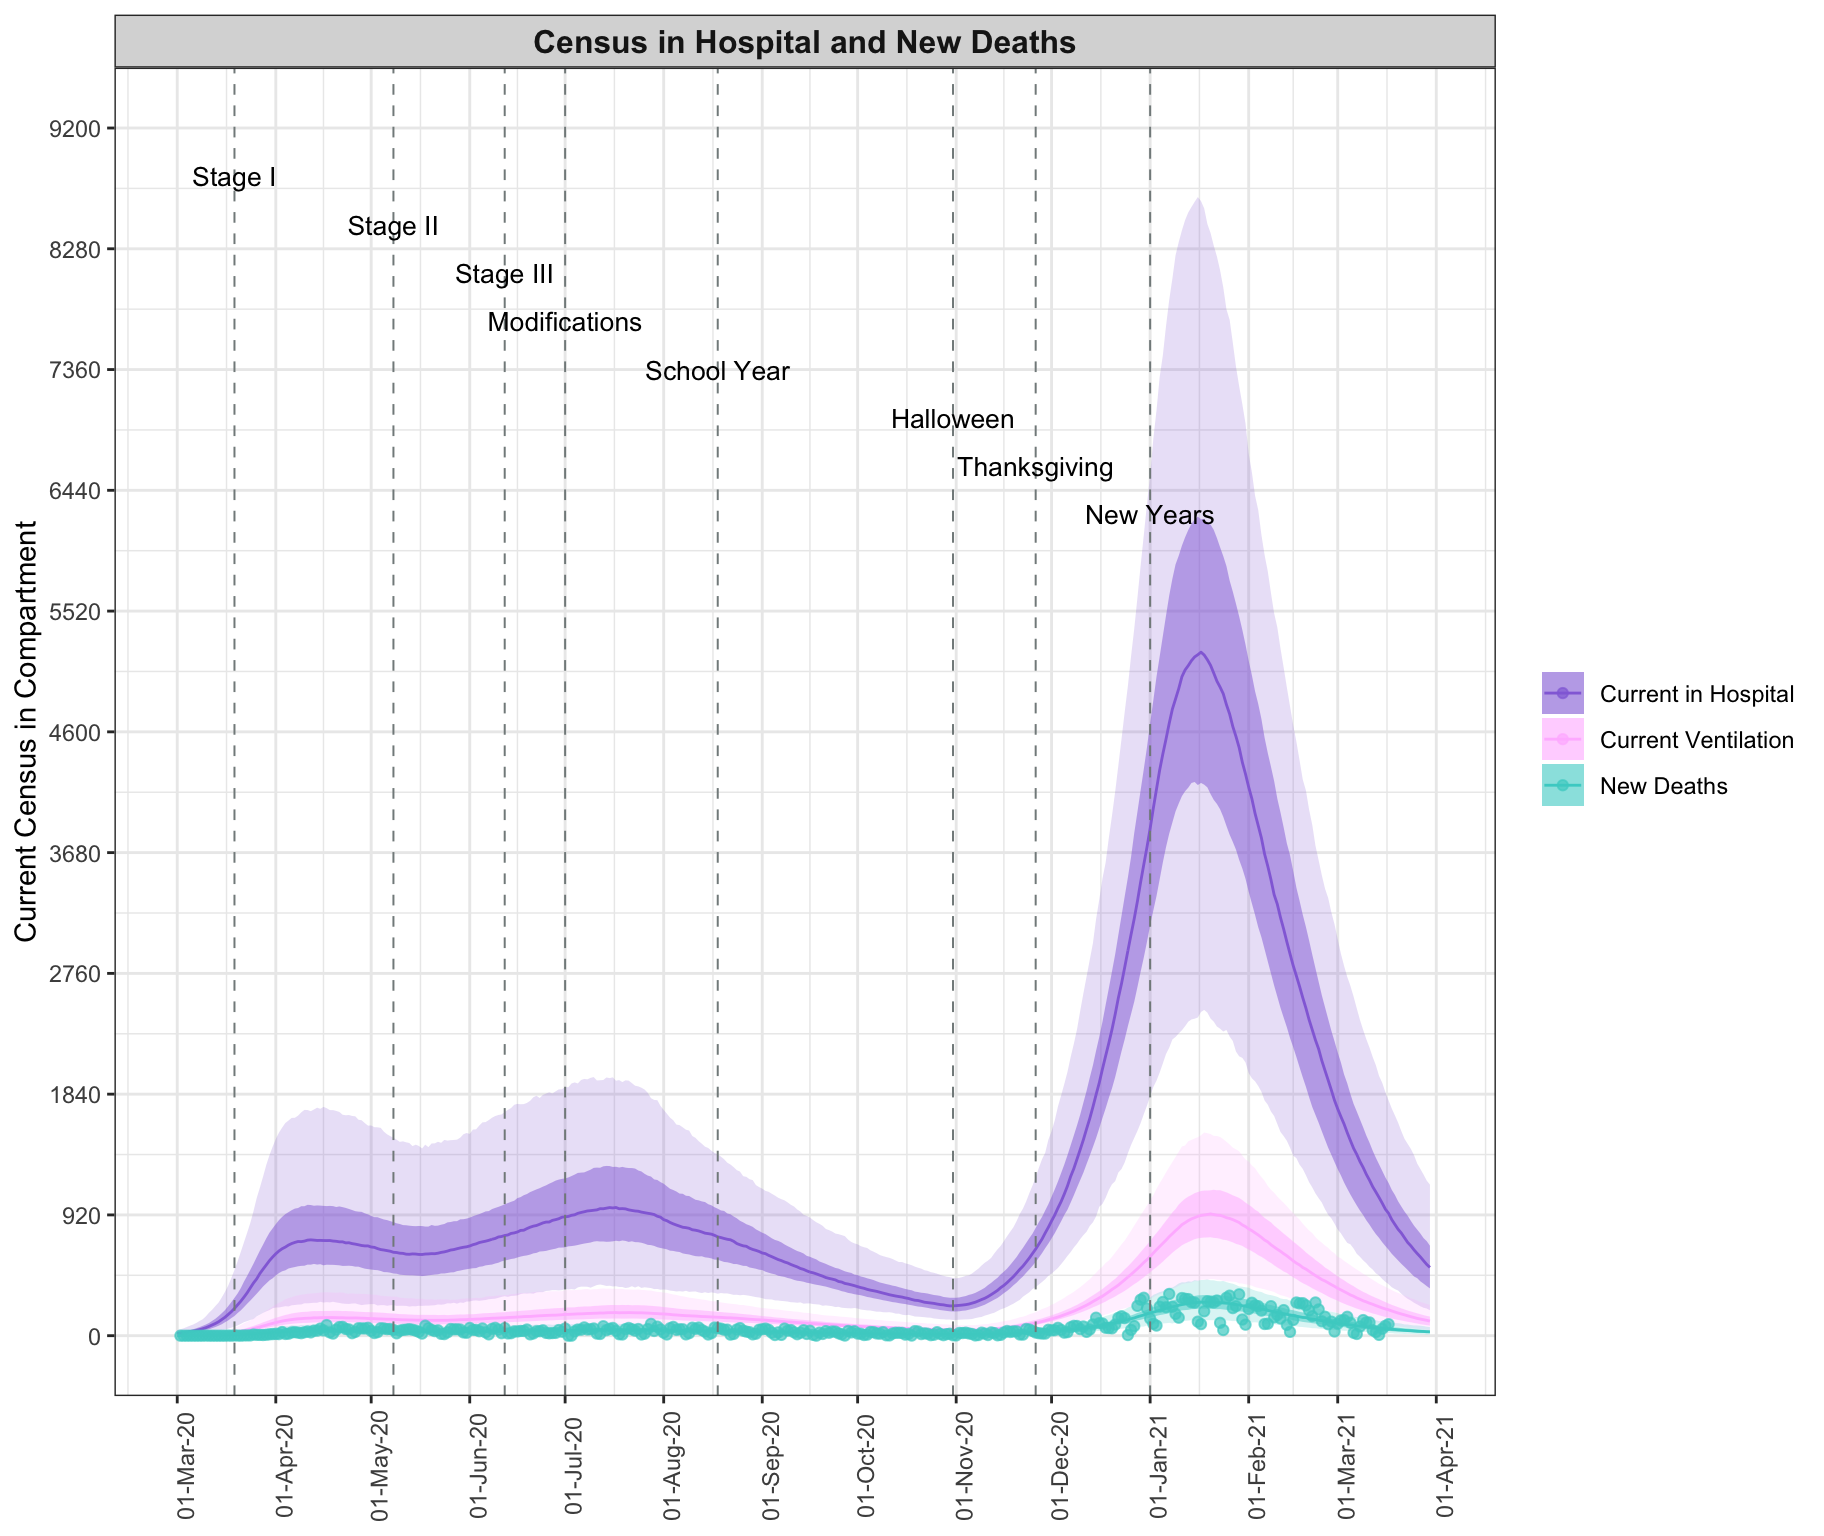 Census in Hospital and New Deaths
Current Census in Compartment
9200
8280
7360
6440
5520
4600
3680
2760
1840
920
0
Stage I
Stage II
Stage III
Modifications
School Year
Halloween
Thanksgiving
New Years
Current in Hospital
Current Ventilation
New Deaths
01-Mar-20
01-Apr-20
01-May-20
01-Jun-20
01-Jul-20
01-Aug-20
01-Sep-20
01-Oct-20
01-Nov-20
01-Dec-20
01-Jan-21
01-Feb-21
01-Mar-21
01-Apr-21